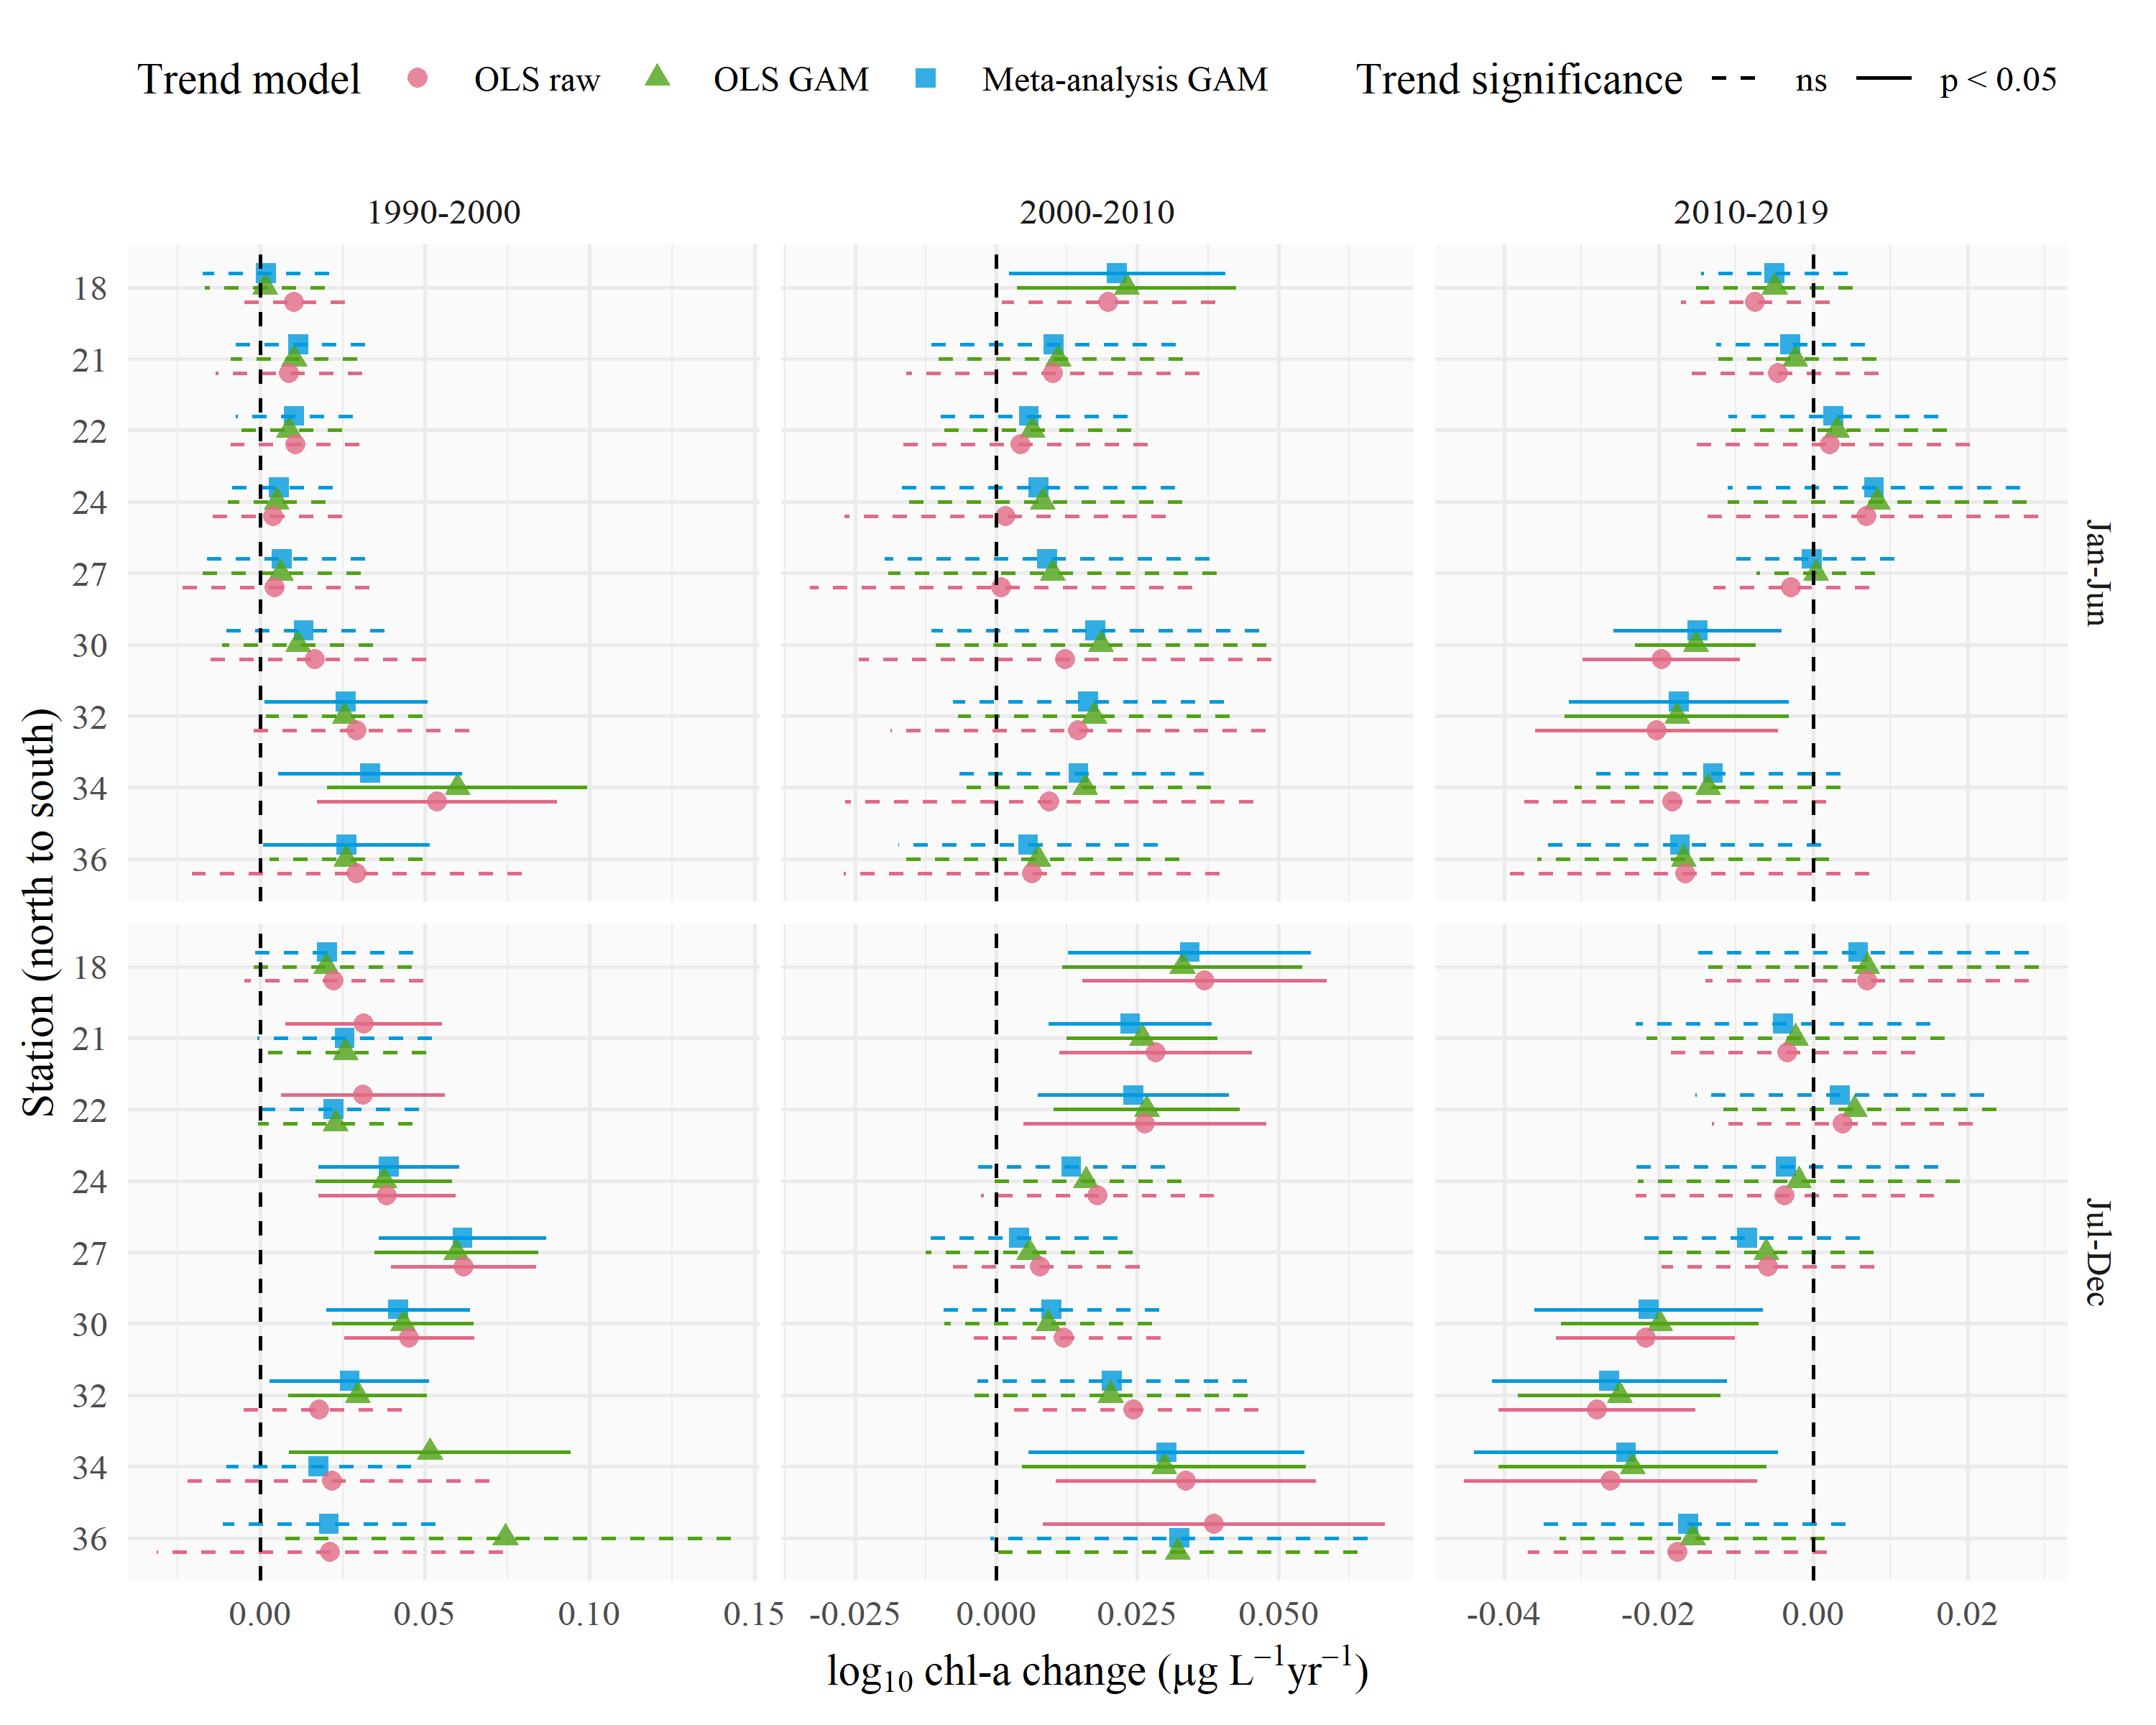 Trend model OLS raw OLS GAM Meta-analysis GAM Trend significance ns p < 0.05
1990-2000 2000-2010 2010-2019
Station (north to south)
18
21
22
24
27
30
32
34
36
Jan-Jun
18
21
22
24
27
30
32
34
36
Jul-Dec
0.00 0.05 0.10 0.15 -0.025 0.000 0.025 0.050 -0.04 -0.02 0.00 0.02
log₁₀ chl-a change (μg L⁻¹yr⁻¹)